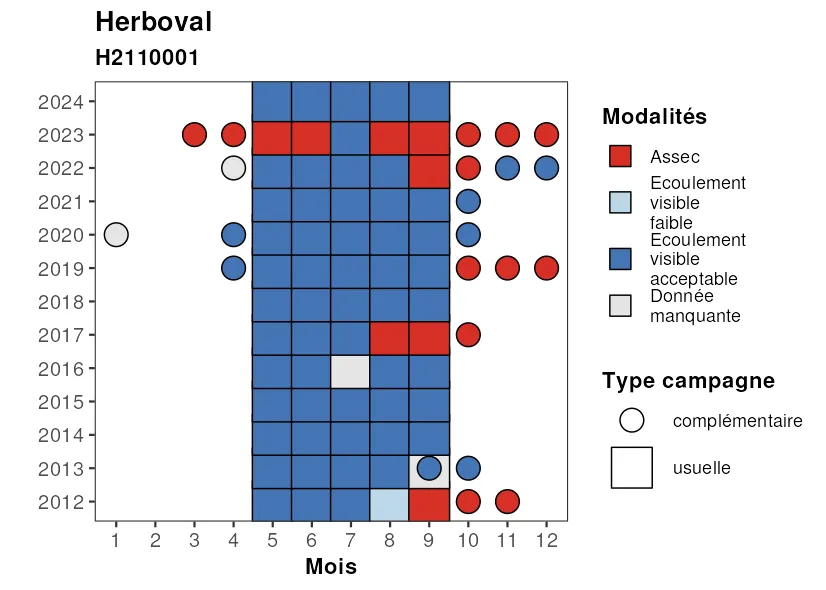 Herboval
H2110001
2024
2023
2022
2021
2020
2019
2018
2017
2016
2015
2014
2013
2012
1 2 3 4 5 6 7 8 9 10 11 12
Mois
Modalités
Assec
Ecoulement
visible
faible
Ecoulement
visible
acceptable
Donnée
manquante
Type campagne
complémentaire
usuelle